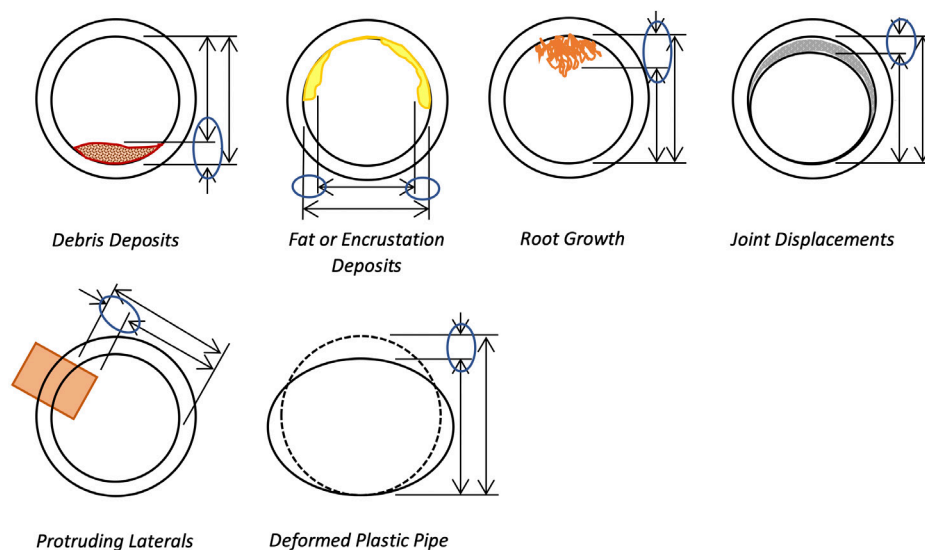 Debris Deposits
Fat or Encrustation
Deposits
Root Growth
Joint Displacements
Protruding Laterals
Deformed Plastic Pipe